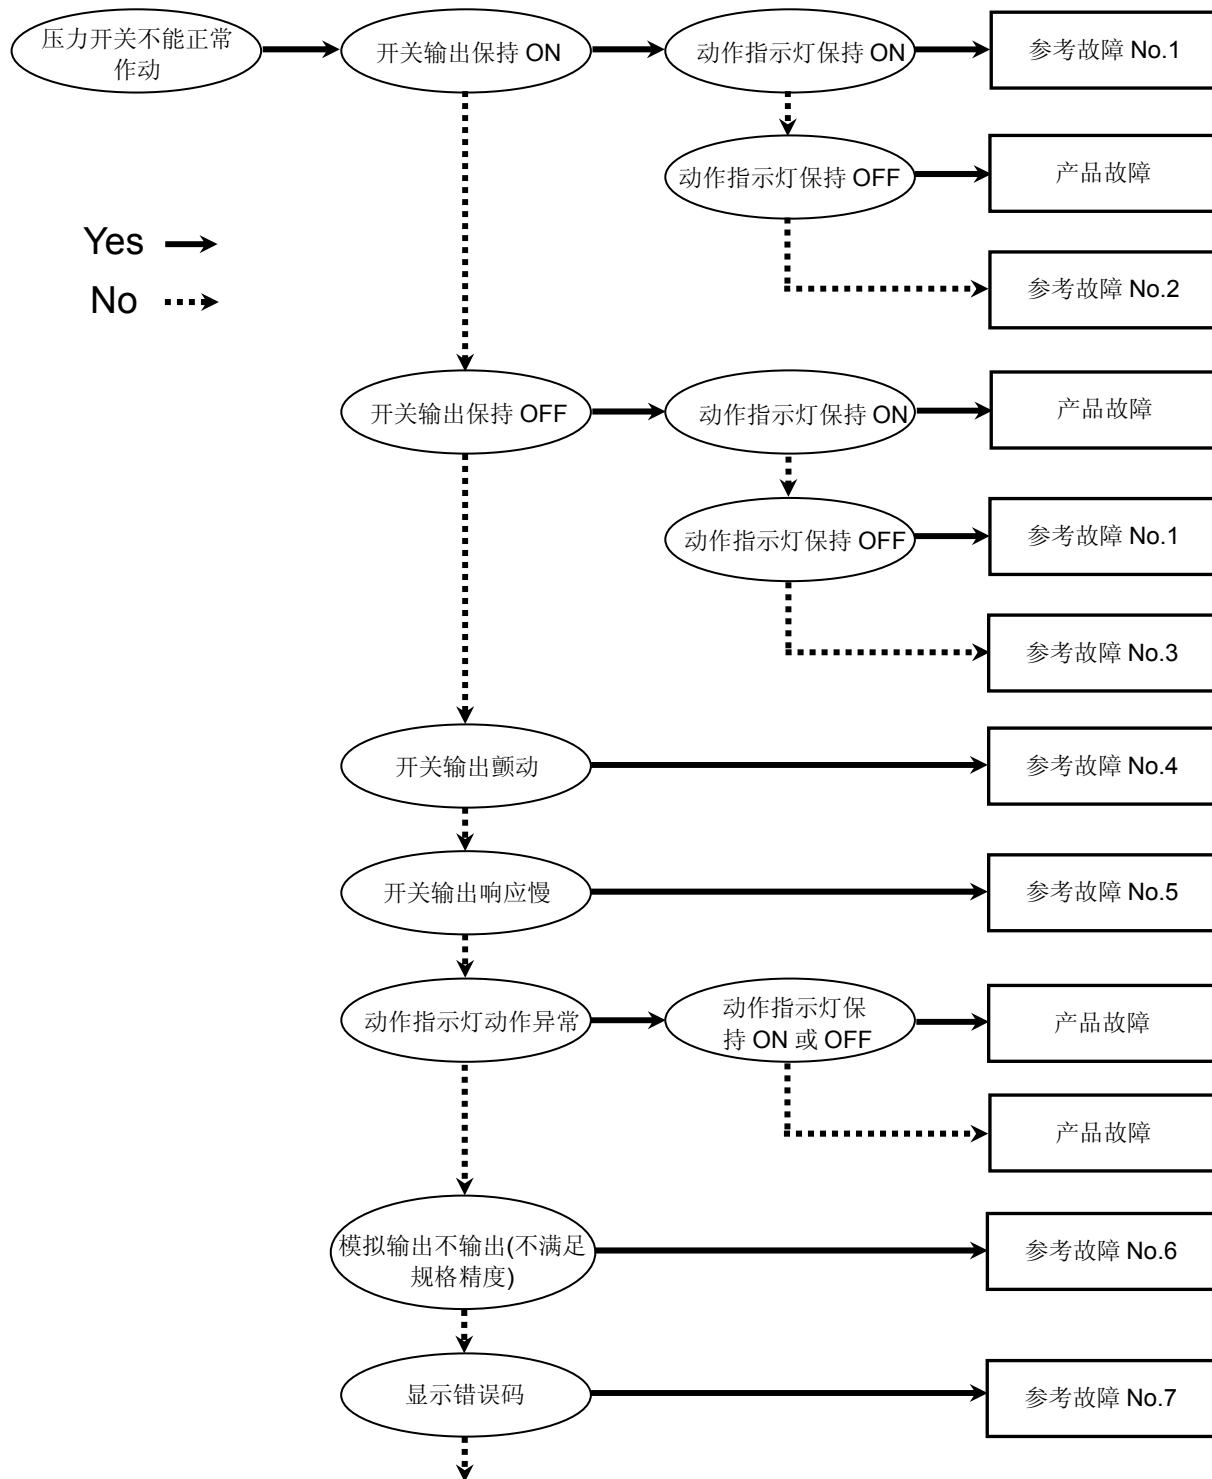 压力开关不能正常
作动
开关输出保持 ON
动作指示灯保持 ON
参考故障 No.1
动作指示灯保持 OFF
产品故障
Yes
No
参考故障 No.2
开关输出保持 OFF
动作指示灯保持 ON
产品故障
动作指示灯保持 OFF
参考故障 No.1
参考故障 No.3
开关输出颤动
参考故障 No.4
开关输出响应慢
参考故障 No.5
动作指示灯动作异常
动作指示灯保
持 ON 或 OFF
产品故障
产品故障
模拟输出不输出(不满足
规格精度)
参考故障 No.6
显示错误码
参考故障 No.7